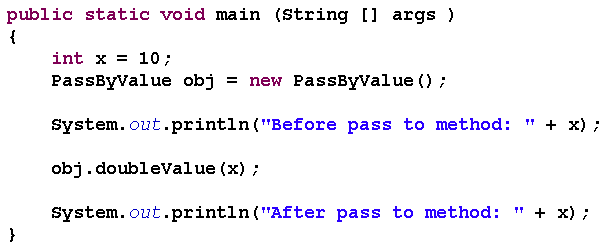 public static void main (String [] args )
{
int x = 10;
PassByValue obj = new PassByValue();
System.out.println("Before pass to method: " + x);
obj.doubleValue(x);
System.out.println("After pass to method: " + x);
}